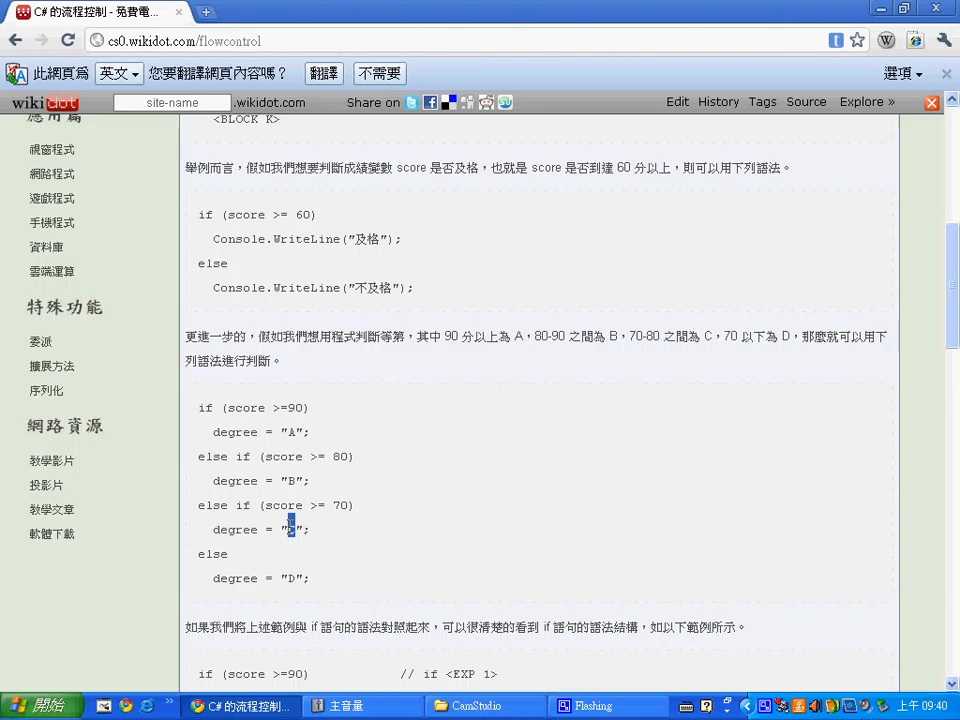 C# 的流程控制 - 免費電...
cs0.wikidot.com/flowcontrol
此網頁為 英文 您要翻譯網頁內容嗎？ 翻譯 不需要 選項
wikidot site-name .wikidot.com Share on Edit History Tags Source Explore »
應用篇
視窗程式
網路程式
遊戲程式
手機程式
資料庫
雲端運算
特殊功能
委派
擴展方法
序列化
網路資源
教學影片
投影片
教學文章
軟體下載
<BLOCK K>
舉例而言，假如我們想要判斷成績變數 score 是否及格，也就是 score 是否到達 60 分以上，則可以用下列語法。
if (score >= 60)
Console.WriteLine("及格");
else
Console.WriteLine("不及格");
更進一步的，假如我們想用程式判斷等第，其中 90 分以上為 A，80-90 之間為 B，70-80 之間為 C，70 以下為 D，那麼就可以用下
列語法進行判斷。
if (score >=90)
degree = "A";
else if (score >= 80)
degree = "B";
else if (score >= 70)
degree = "";
else
degree = "D";
如果我們將上述範例與 if 語句的語法對照起來，可以很清楚的看到 if 語句的語法結構，如以下範例所示。
if (score >=90) // if <EXP 1>
開始 C# 的流程控制... 主音量 CamStudio Flashing 上午 09:40